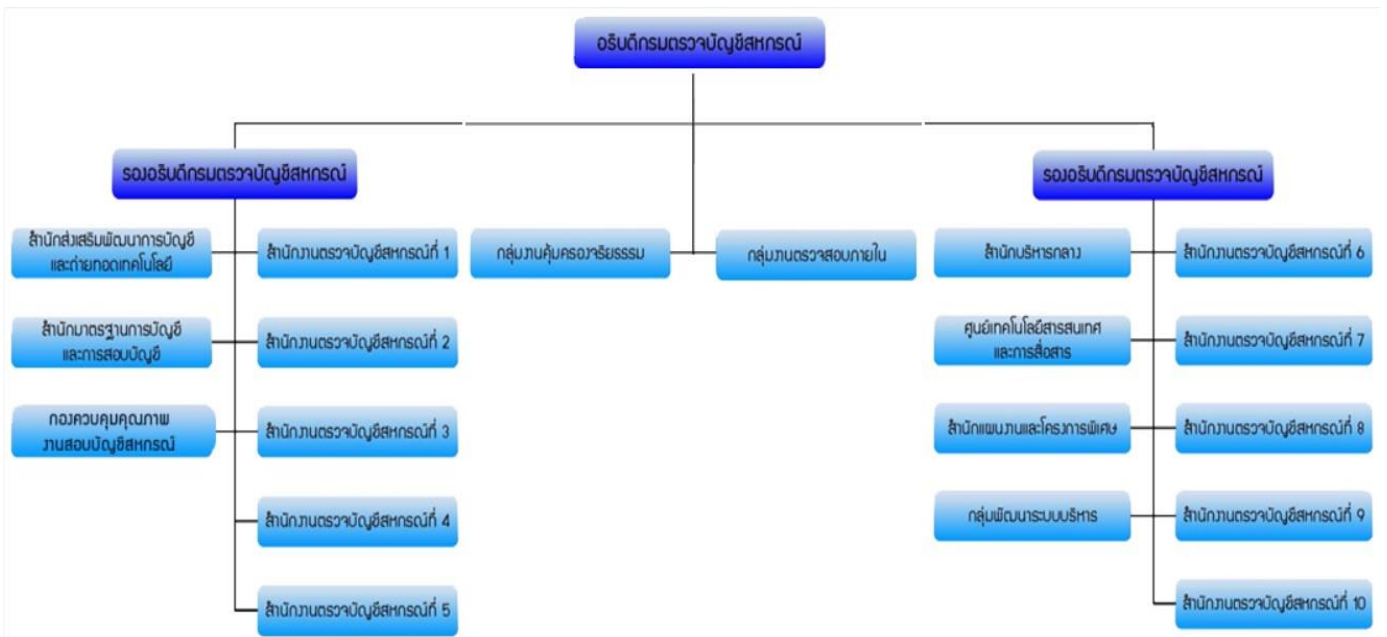 อธิบดีกรมตรวจบัญชีสหกรณ์
รองอธิบดีกรมตรวจบัญชีสหกรณ์
รองอธิบดีกรมตรวจบัญชีสหกรณ์
สำนักส่งเสริมพัฒนาการบัญชี
และถ่ายทอดเทคโนโลยี
สำนักงานตรวจบัญชีสหกรณ์ที่ 1
กลุ่มงานคุ้มครองจริยธรรม
กลุ่มงานตรวจสอบภายใน
สำนักบริหารกลาง
สำนักงานตรวจบัญชีสหกรณ์ที่ 6
สำนักมาตรฐานการบัญชี
และการสอบบัญชี
สำนักงานตรวจบัญชีสหกรณ์ที่ 2
ศูนย์เทคโนโลยีสารสนเทศ
และการสื่อสาร
สำนักงานตรวจบัญชีสหกรณ์ที่ 7
กองควบคุมคุณภาพ
งานสอบบัญชีสหกรณ์
สำนักงานตรวจบัญชีสหกรณ์ที่ 3
สำนักแผนงานและโครงการพิเศษ
สำนักงานตรวจบัญชีสหกรณ์ที่ 8
สำนักงานตรวจบัญชีสหกรณ์ที่ 4
กลุ่มพัฒนาระบบบริหาร
สำนักงานตรวจบัญชีสหกรณ์ที่ 9
สำนักงานตรวจบัญชีสหกรณ์ที่ 5
สำนักงานตรวจบัญชีสหกรณ์ที่ 10